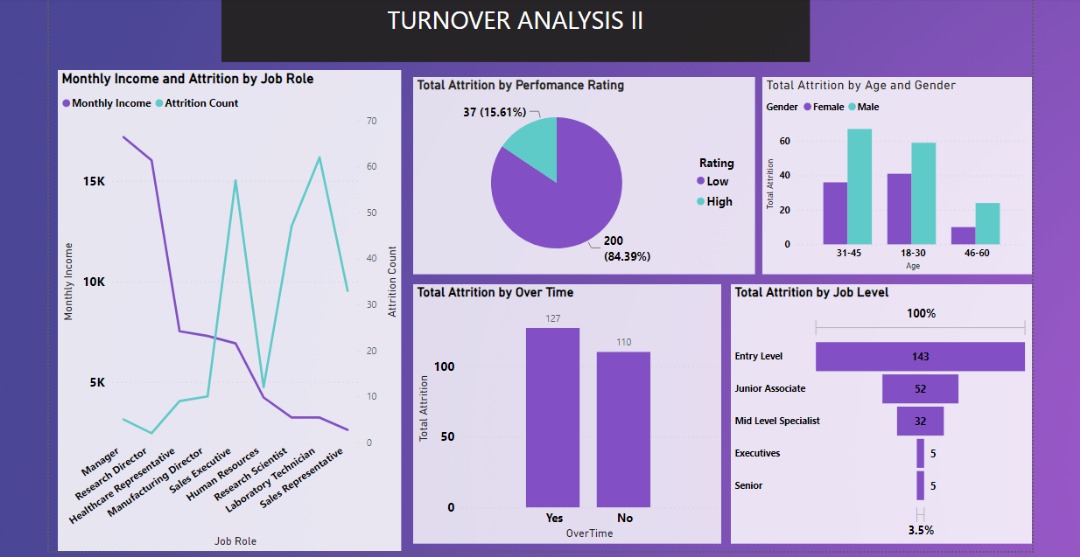 TURNOVER ANALYSIS II
Monthly Income and Attrition by Job Role
Monthly Income Attrition Count
70
60
50
40
30
20
10
0
15K
10K
5K
Monthly Income
Attrition Count
Manager
Research Director
Healthcare Representative
Manufacturing Director
Sales Executive
Human Resources
Research Scientist
Laboratory Technician
Sales Representative
Job Role
Total Attrition by Perfomance Rating
37 (15.61%)
200
(84.39%)
Rating
Low
High
Total Attrition by Age and Gender
Gender Female Male
60
40
20
0
Total Attrition
31-45 18-30 46-60
Age
Total Attrition by Over Time
127
110
100
50
0
Total Attrition
Yes No
OverTime
Total Attrition by Job Level
100%
Entry Level 143
Junior Associate 52
Mid Level Specialist 32
Executives 5
Senior 5
3.5%